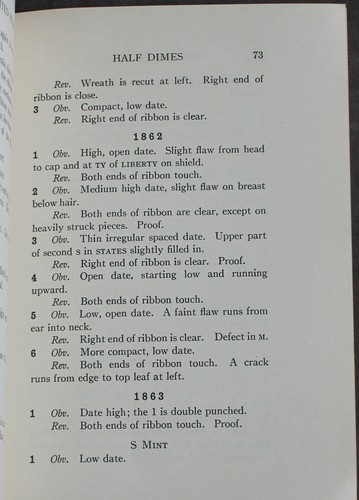 HALF DIMES 73
Rev. Wreath is recut at left. Right end of
ribbon is close.
3 Obv. Compact, low date.
Rev. Right end of ribbon is clear.
1862
1 Obv. High, open date. Slight flaw from head
to cap and at TY of LIBERTY on shield.
Rev. Both ends of ribbon touch.
2 Obv. Medium high date, slight flaw on breast
below hair.
Rev. Both ends of ribbon are clear, except on
heavily struck pieces. Proof.
3 Obv. Thin irregular spaced date. Upper part
of second S in STATES slightly filled in.
Rev. Right end of ribbon is clear. Proof.
4 Obv. Open date, starting low and running
upward.
Rev. Both ends of ribbon touch.
5 Obv. Low, open date. A faint flaw runs from
ear into neck.
Rev. Right end of ribbon is clear. Defect in M.
6 Obv. More compact, low date.
Rev. Both ends of ribbon touch. A crack
runs from edge to top leaf at left.
1863
1 Obv. Date high; the 1 is double punched.
Rev. Both ends of ribbon touch. Proof.
S MINT
1 Obv. Low date.